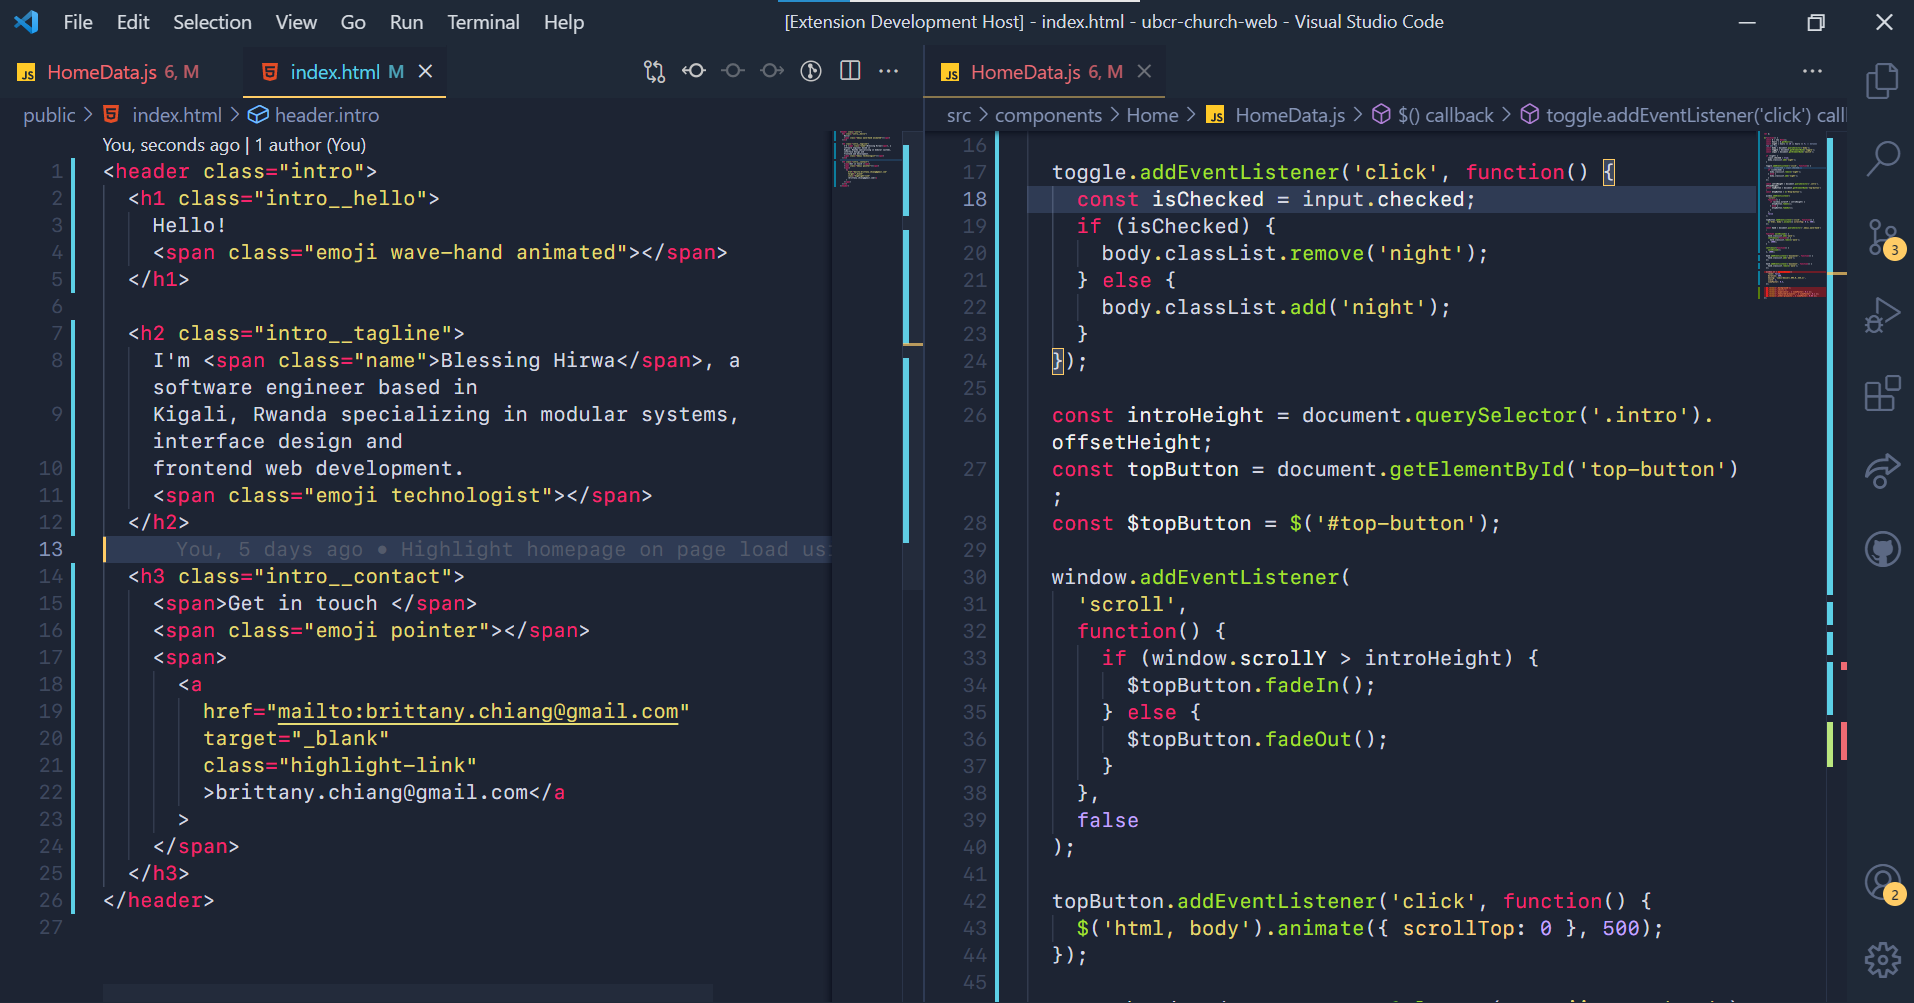 File Edit Selection View Go Run Terminal Help
[Extension Development Host] - index.html - ubcr-church-web - Visual Studio Code
JS HomeData.js 6, M
index.html M
public > index.html > header.intro
You, seconds ago | 1 author (You)
1 <header class="intro">
2 <h1 class="intro__hello">
3 Hello!
4 <span class="emoji wave-hand animated"></span>
5 </h1>
6
7 <h2 class="intro__tagline">
8 I'm <span class="name">Blessing Hirwa</span>, a
software engineer based in
9 Kigali, Rwanda specializing in modular systems,
interface design and
10 frontend web development.
11 <span class="emoji technologist"></span>
12 </h2>
13 You, 5 days ago • Highlight homepage on page load us
14 <h3 class="intro__contact">
15 <span>Get in touch </span>
16 <span class="emoji pointer"></span>
17 <span>
18 <a
19 href="mailto:brittany.chiang@gmail.com"
20 target="_blank"
21 class="highlight-link"
22 >brittany.chiang@gmail.com</a
23 >
24 </span>
25 </h3>
26 </header>
27
JS HomeData.js 6, M
src > components > Home > JS HomeData.js > $() callback > toggle.addEventListener('click') call
16
17 toggle.addEventListener('click', function() {
18 const isChecked = input.checked;
19 if (isChecked) {
20 body.classList.remove('night');
21 } else {
22 body.classList.add('night');
23 }
24 });
25
26 const introHeight = document.querySelector('.intro').
offsetHeight;
27 const topButton = document.getElementById('top-button')
;
28 const $topButton = $('#top-button');
29
30 window.addEventListener(
31 'scroll',
32 function() {
33 if (window.scrollY > introHeight) {
34 $topButton.fadeIn();
35 } else {
36 $topButton.fadeOut();
37 }
38 },
39 false
40 );
41
42 topButton.addEventListener('click', function() {
43 $('html, body').animate({ scrollTop: 0 }, 500);
44 });
45
3
2